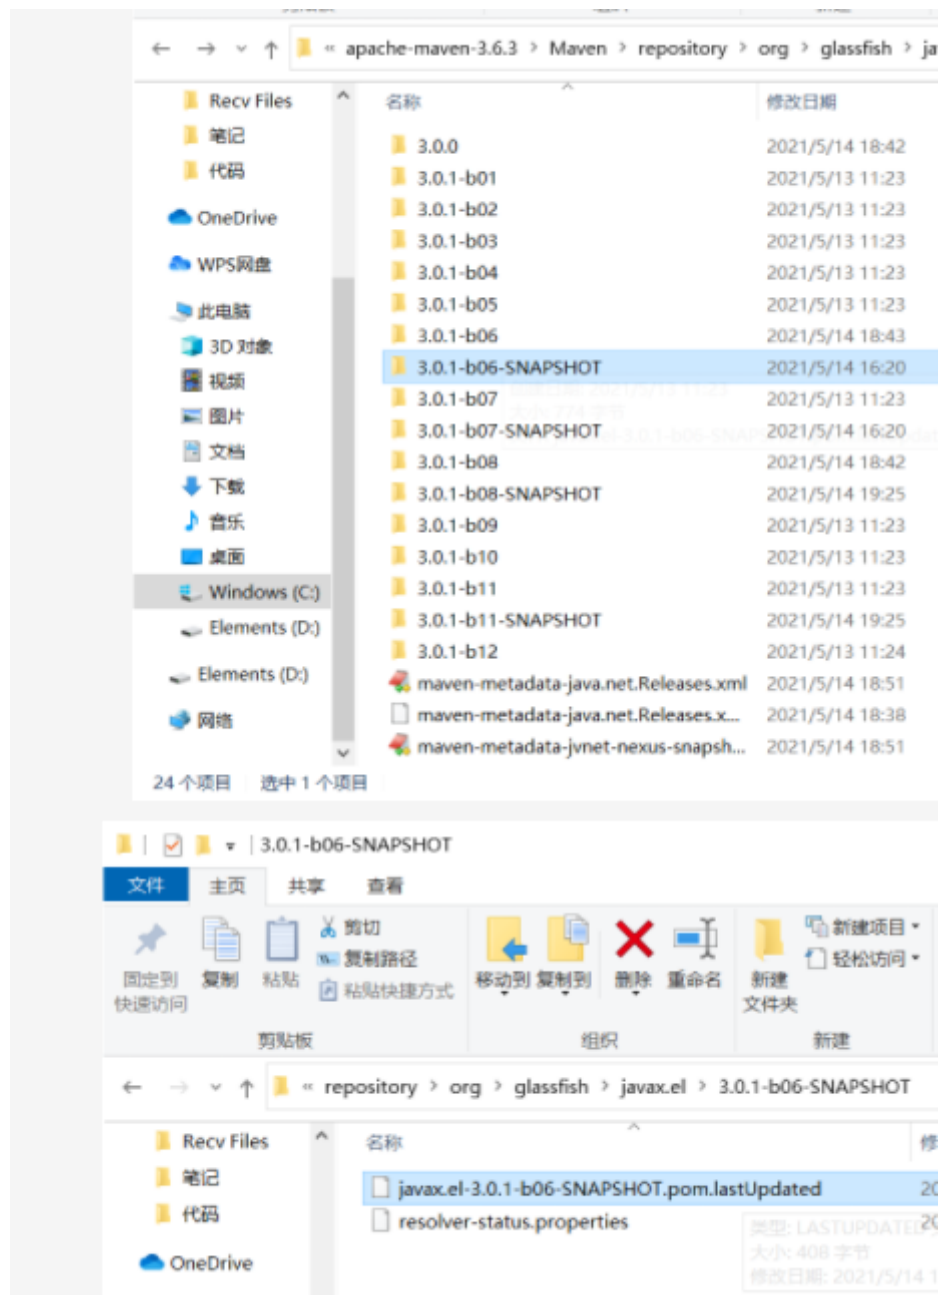 « apache-maven-3.6.3 > Maven > repository > org > glassfish > ja
Recv Files
笔记
代码
OneDrive
WPS网盘
此电脑
3D 对象
视频
图片
文档
下载
音乐
桌面
Windows (C:)
Elements (D:)
Elements (D:)
网络
名称 修改日期
3.0.0 2021/5/14 18:42
3.0.1-b01 2021/5/13 11:23
3.0.1-b02 2021/5/13 11:23
3.0.1-b03 2021/5/13 11:23
3.0.1-b04 2021/5/13 11:23
3.0.1-b05 2021/5/13 11:23
3.0.1-b06 2021/5/14 18:43
3.0.1-b06-SNAPSHOT 2021/5/14 16:20
3.0.1-b07 2021/5/13 11:23
3.0.1-b07-SNAPSHOT 2021/5/14 16:20
3.0.1-b08 2021/5/14 18:42
3.0.1-b08-SNAPSHOT 2021/5/14 19:25
3.0.1-b09 2021/5/13 11:23
3.0.1-b10 2021/5/13 11:23
3.0.1-b11 2021/5/13 11:23
3.0.1-b11-SNAPSHOT 2021/5/14 19:25
3.0.1-b12 2021/5/13 11:24
maven-metadata-java.net.Releases.xml 2021/5/14 18:51
maven-metadata-java.net.Releases.x... 2021/5/14 18:38
maven-metadata-jvnet-nexus-snapsh... 2021/5/14 18:51
24 个项目 选中 1 个项目
3.0.1-b06-SNAPSHOT
文件 主页 共享 查看
固定到
快速访问
复制
粘贴
剪切
复制路径
粘贴快捷方式
移动到
复制到
删除
重命名
新建
文件夹
新建项目
轻松访问
剪贴板 组织 新建
« repository > org > glassfish > javax.el > 3.0.1-b06-SNAPSHOT
Recv Files
笔记
代码
OneDrive
名称 修
javax.el-3.0.1-b06-SNAPSHOT.pom.lastUpdated 20
resolver-status.properties 20
类型: LASTUPDATED
大小: 408 字节
修改日期: 2021/5/14 1